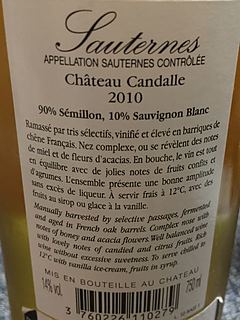 Sauternes
APPELLATION SAUTERNES CONTRÔLÉE
Château Candalle
2010
90% Sémillon, 10% Sauvignon Blanc
Ramassé par tris sélectifs, vinifié et élevé en barriques de
chêne Français. Nez complexe, ou se révèlent des notes
de miel et de fleurs d'acacias. En bouche, le vin est tout
en équilibre avec de jolies notes de fruits confits et
d'agrumes. L'ensemble présente une bonne amplitude
sans excès de liqueur. À servir frais à 12°C, avec des
fruits au sirop ou glace à la vanille.
Manually harvested by selective passages, fermented
and aged in French oak barrels. Complex nose with
notes of honey and acacia flowers. Well balanced wine
with lovely notes of candied and citrus fruits. Rich
wine without excessive sweetness. To serve chilled by
12°C with vanilla ice-cream, fruits in syrup.
MIS EN BOUTEILLE AU CHATEAU
14% vol.
750 ml
3 760226 110279